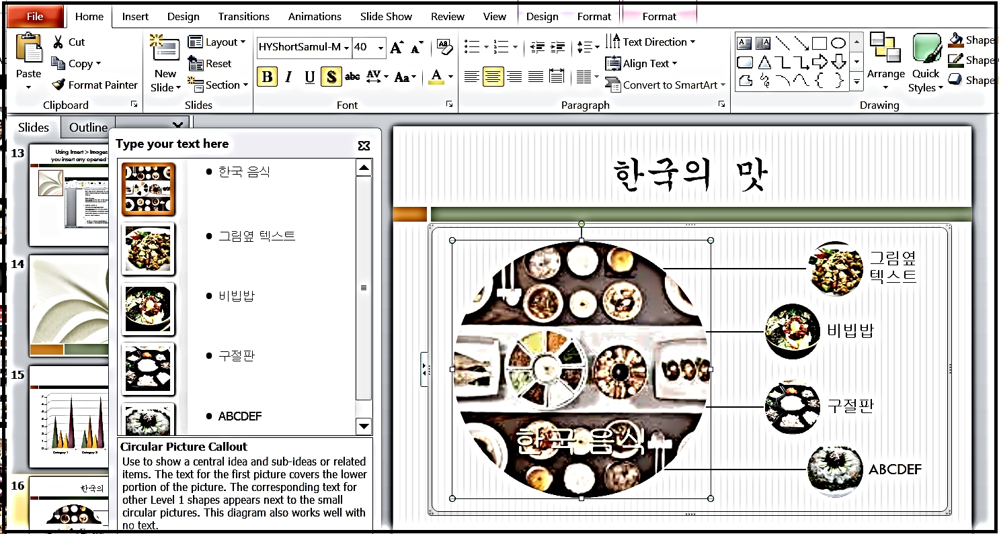 File Home Insert Design Transitions Animations Slide Show Review View Design Format Format
Paste
Cut
Copy
Format Painter
Clipboard
New
Slide
Layout
Reset
Section
Slides
HYShortSamul-M 40
B I U S abc AV Aa A
Font
Text Direction
Align Text
Convert to SmartArt
Paragraph
Arrange
Quick
Styles
Shape
Shape
Shape
Drawing
Slides Outline
13
Using Insert > Images
you insert any opened
14
15
Category 1 Category 2
16
한국의
Type your text here
한국 음식
그림옆 텍스트
비빔밥
구절판
ABCDEF
Circular Picture Callout
Use to show a central idea and sub-ideas or related
items. The text for the first picture covers the lower
portion of the picture. The corresponding text for
other Level 1 shapes appears next to the small
circular pictures. This diagram also works well with
no text.
한국의 맛
한국 음식
그림옆
텍스트
비빔밥
구절판
ABCDEF